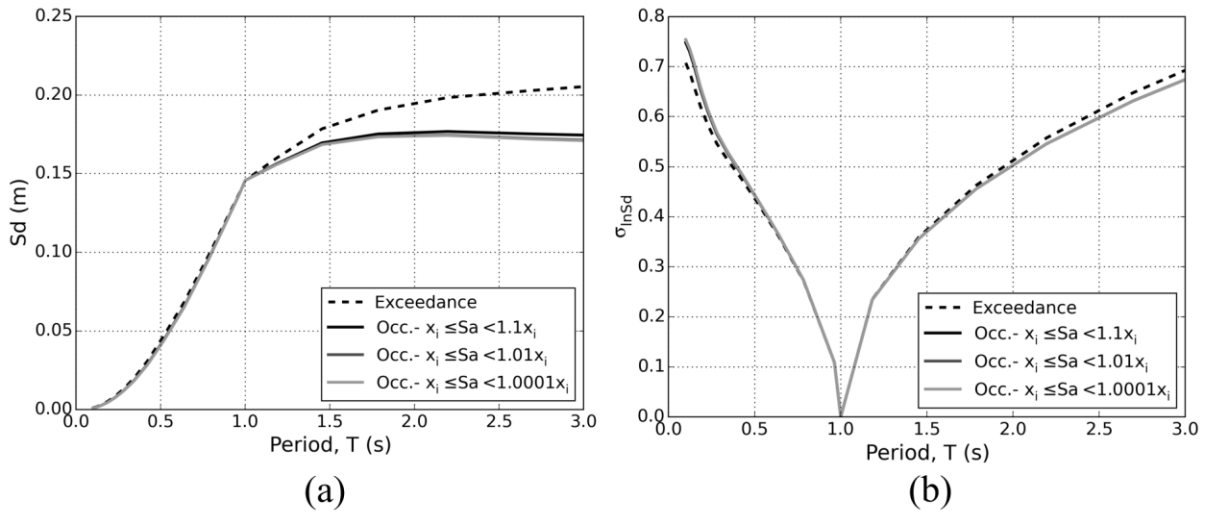 0.25
0.20
0.15
0.10
0.05
0.00
Sd (m)
0.0 0.5 1.0 1.5 2.0 2.5 3.0
Period, T (s)
Exceedance
Occ.- xᵢ ≤Sa <1.1xᵢ
Occ.- xᵢ ≤Sa <1.01xᵢ
Occ.- xᵢ ≤Sa <1.0001xᵢ
(a)
0.8
0.7
0.6
0.5
0.4
0.3
0.2
0.1
0.0
σlnSd
0.0 0.5 1.0 1.5 2.0 2.5 3.0
Period, T (s)
Exceedance
Occ.- xᵢ ≤Sa <1.1xᵢ
Occ.- xᵢ ≤Sa <1.01xᵢ
Occ.- xᵢ ≤Sa <1.0001xᵢ
(b)